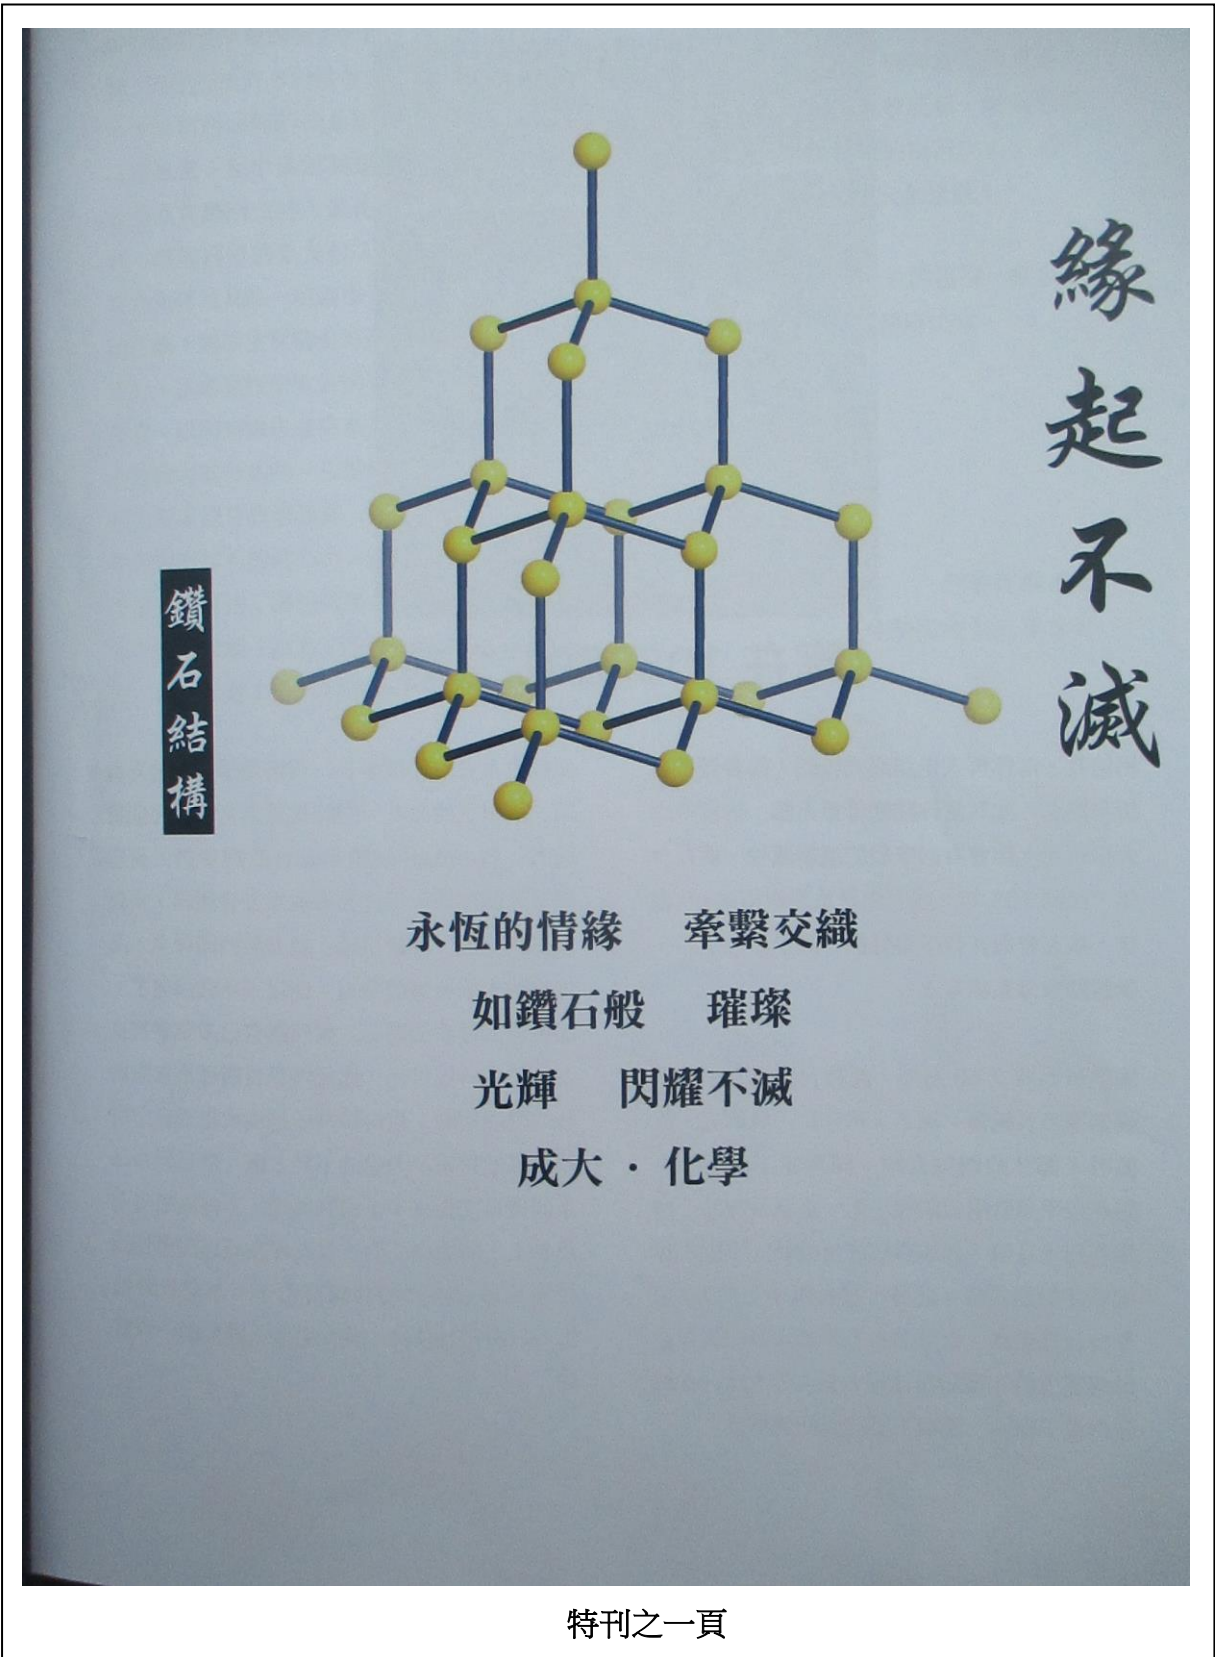 緣起不滅
鑽石結構
永恆的情緣 牽繫交織
如鑽石般 璀璨
光輝 閃耀不滅
成大・化學
特刊之一頁